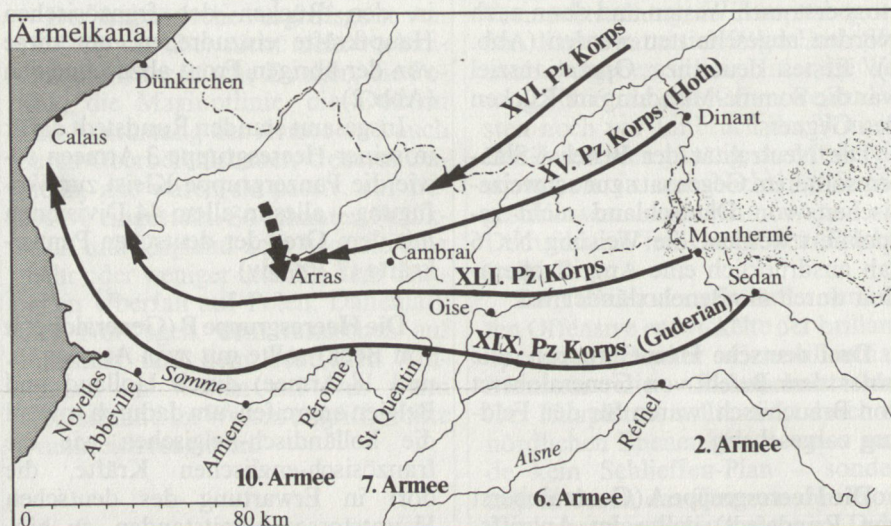 Ärmelkanal
Dünkirchen
Calais
XVI. Pz Korps
XV. Pz Korps (Hoth)
Dinant
Arras
Cambrai
Monthermé
XLI. Pz Korps
Sedan
Oise
XIX. Pz Korps (Guderian)
Noyelles
Abbeville
Somme
Amiens
Péronne
St. Quentin
Réthel
Aisne
10. Armee
7. Armee
6. Armee
2. Armee
0 80 km